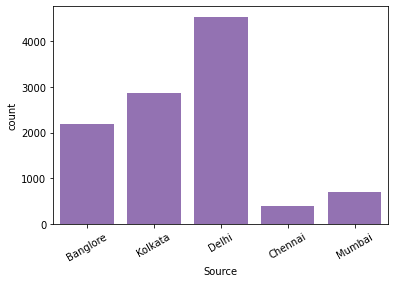 4000
3000
2000
1000
0
count
Banglore
Kolkata
Delhi
Chennai
Mumbai
Source